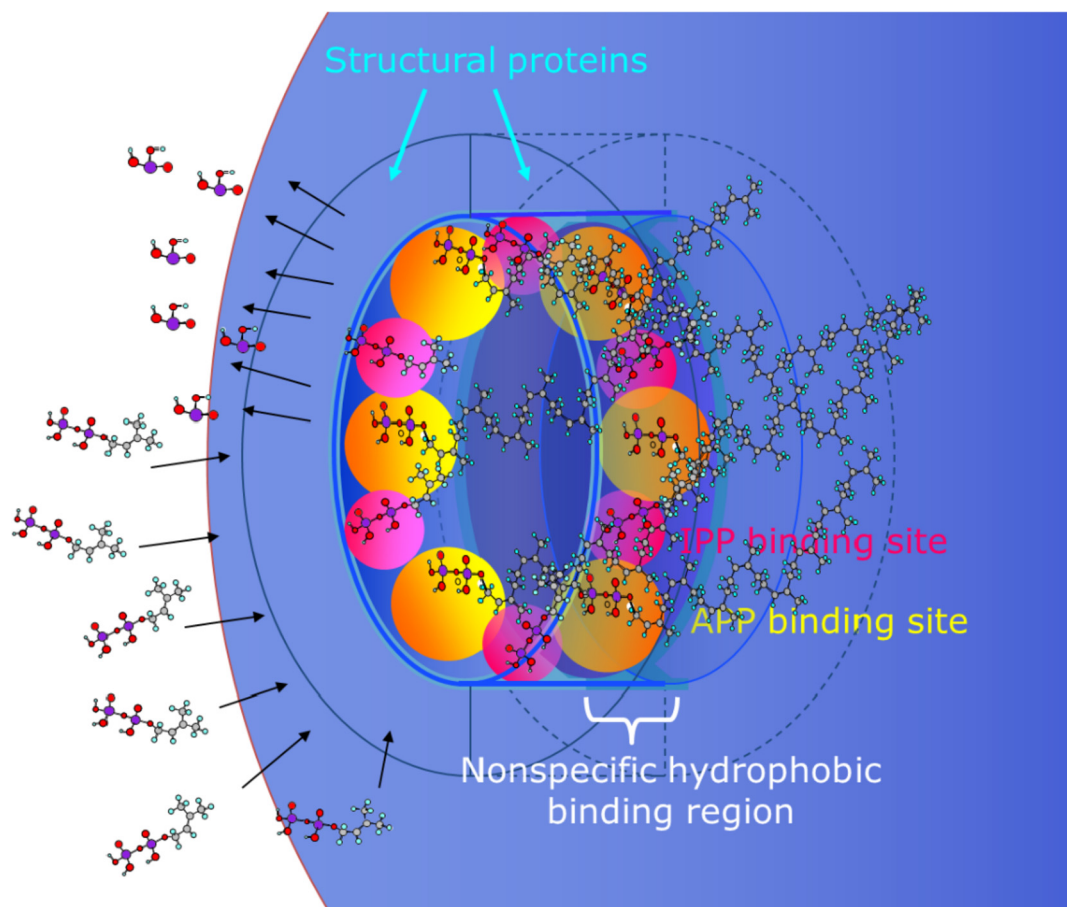 Structural proteins
IPP binding site
APP binding site
Nonspecific hydrophobic
binding region